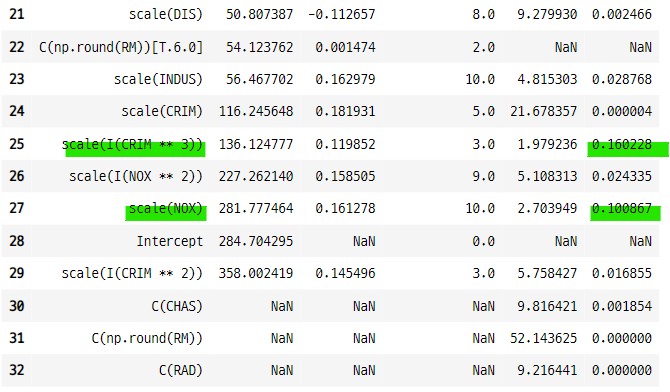 21 scale(DIS) 50.807387 -0.112657 8.0 9.279930 0.002466
22 C(np.round(RM))[T.6.0] 54.123762 0.001474 2.0 NaN NaN
23 scale(INDUS) 56.467702 0.162979 10.0 4.815303 0.028768
24 scale(CRIM) 116.245648 0.181931 5.0 21.678357 0.000004
25 scale(I(CRIM ** 3)) 136.124777 0.119852 3.0 1.979236 0.160228
26 scale(I(NOX ** 2)) 227.262140 0.158505 9.0 5.108313 0.024335
27 scale(NOX) 281.777464 0.161278 10.0 2.703949 0.100867
28 Intercept 284.704295 NaN 0.0 NaN NaN
29 scale(I(CRIM ** 2)) 358.002419 0.145496 3.0 5.758427 0.016855
30 C(CHAS) NaN NaN NaN 9.816421 0.001854
31 C(np.round(RM)) NaN NaN NaN 52.143625 0.000000
32 C(RAD) NaN NaN NaN 9.216441 0.000000